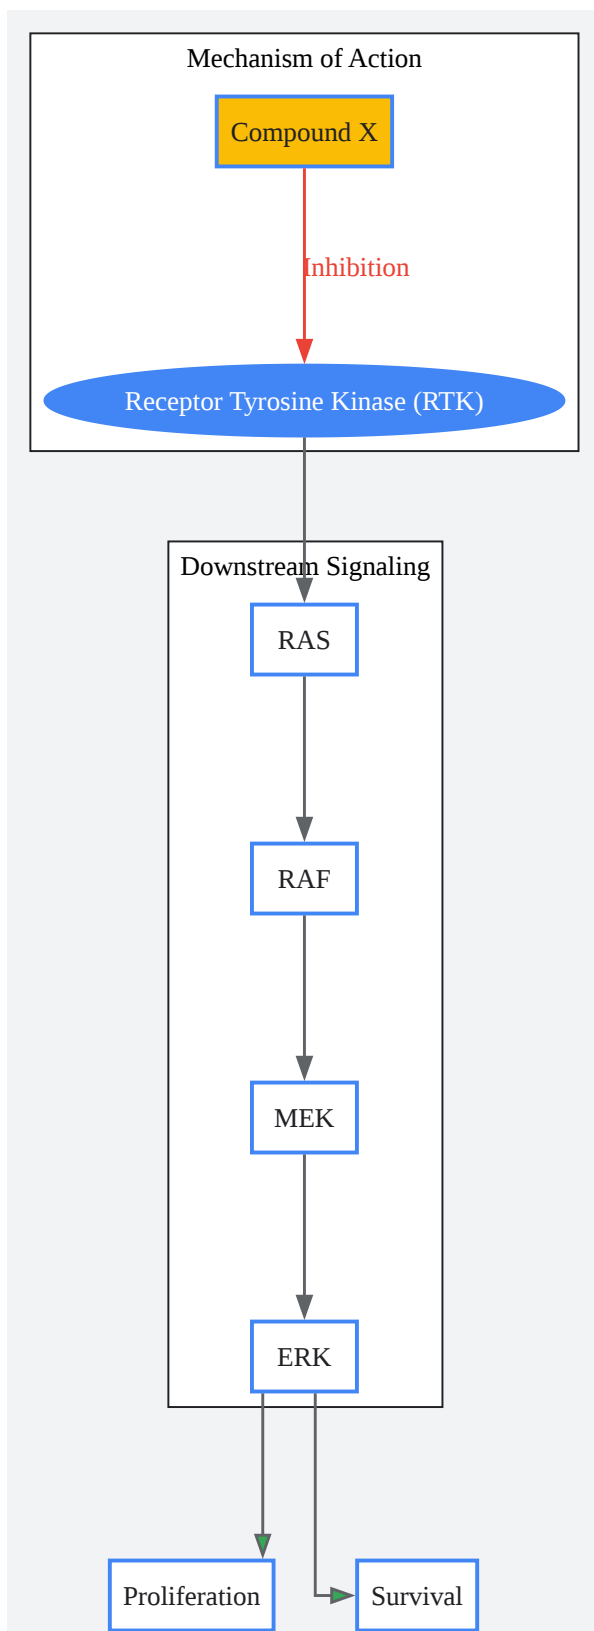 Mechanism of Action
Compound X
Inhibition
Receptor Tyrosine Kinase (RTK)
Downstream Signaling
RAS
RAF
MEK
ERK
Proliferation
Survival